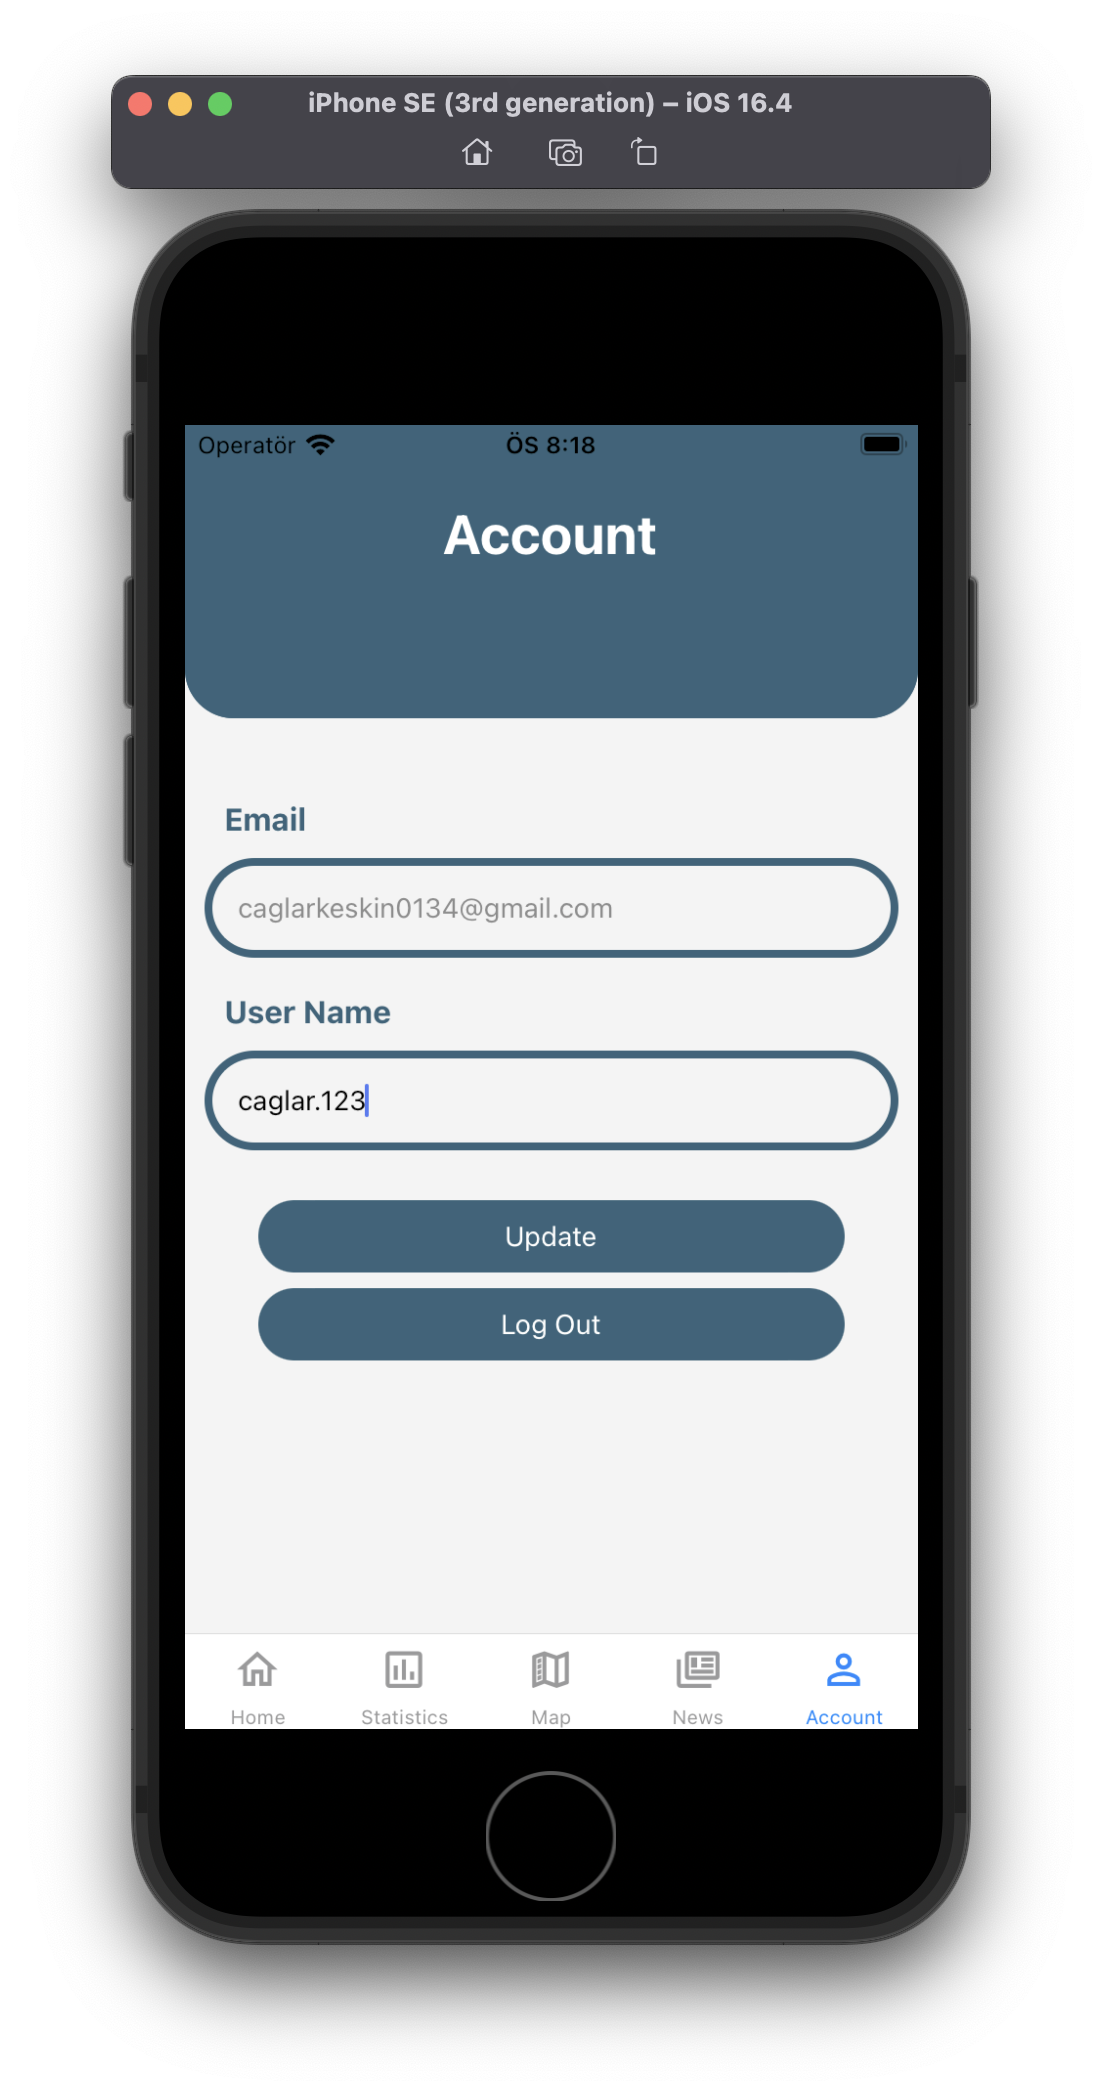 iPhone SE (3rd generation) – iOS 16.4
Operatör ÖS 8:18
Account
Email
caglarkeskin0134@gmail.com
User Name
caglar.123
Update
Log Out
Home Statistics Map News Account